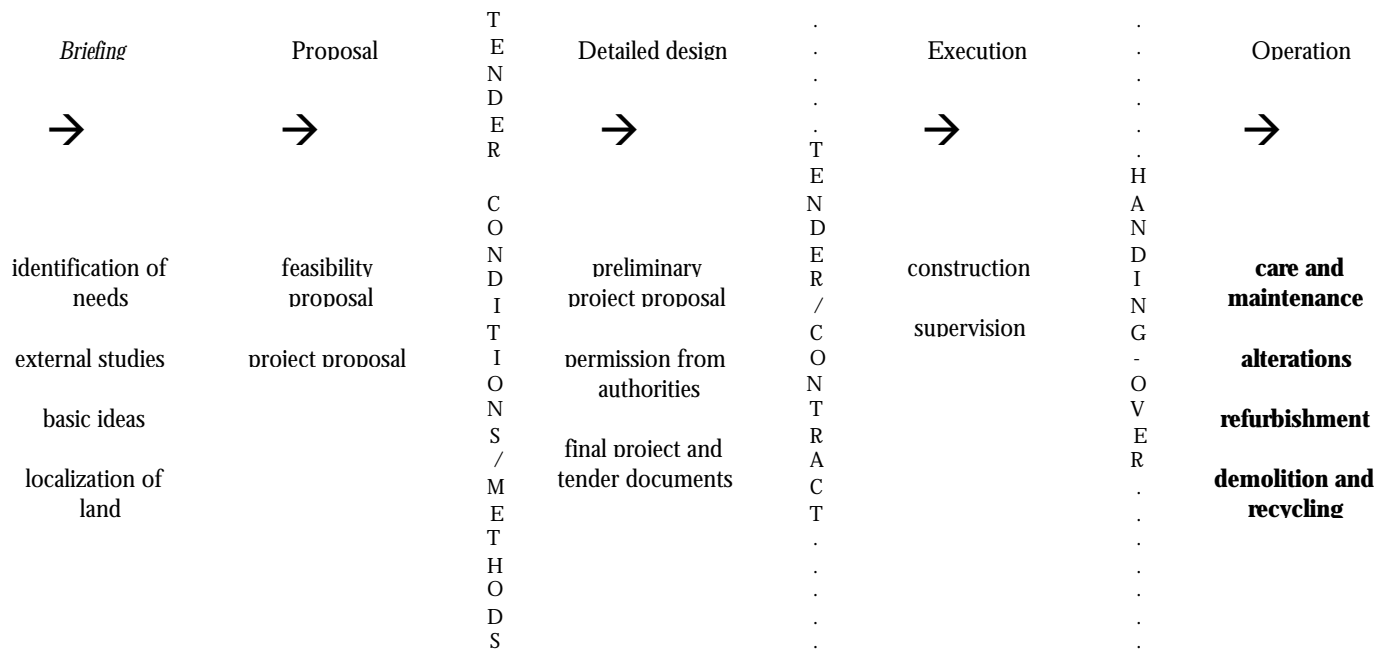 Briefing
Proposal
TENDER CONDITIONS/METHODS
Detailed design
. . . . . TENDER/CONTRACT . . . . .
Execution
. . . . . . HANDING-OVER . . . . . . .
Operation
→ → → → →
identification of
needs
external studies
basic ideas
localization of
land
feasibility
proposal
project proposal
preliminary
project proposal
permission from
authorities
final project and
tender documents
construction
supervision
care and
maintenance
alterations
refurbishment
demolition and
recycling